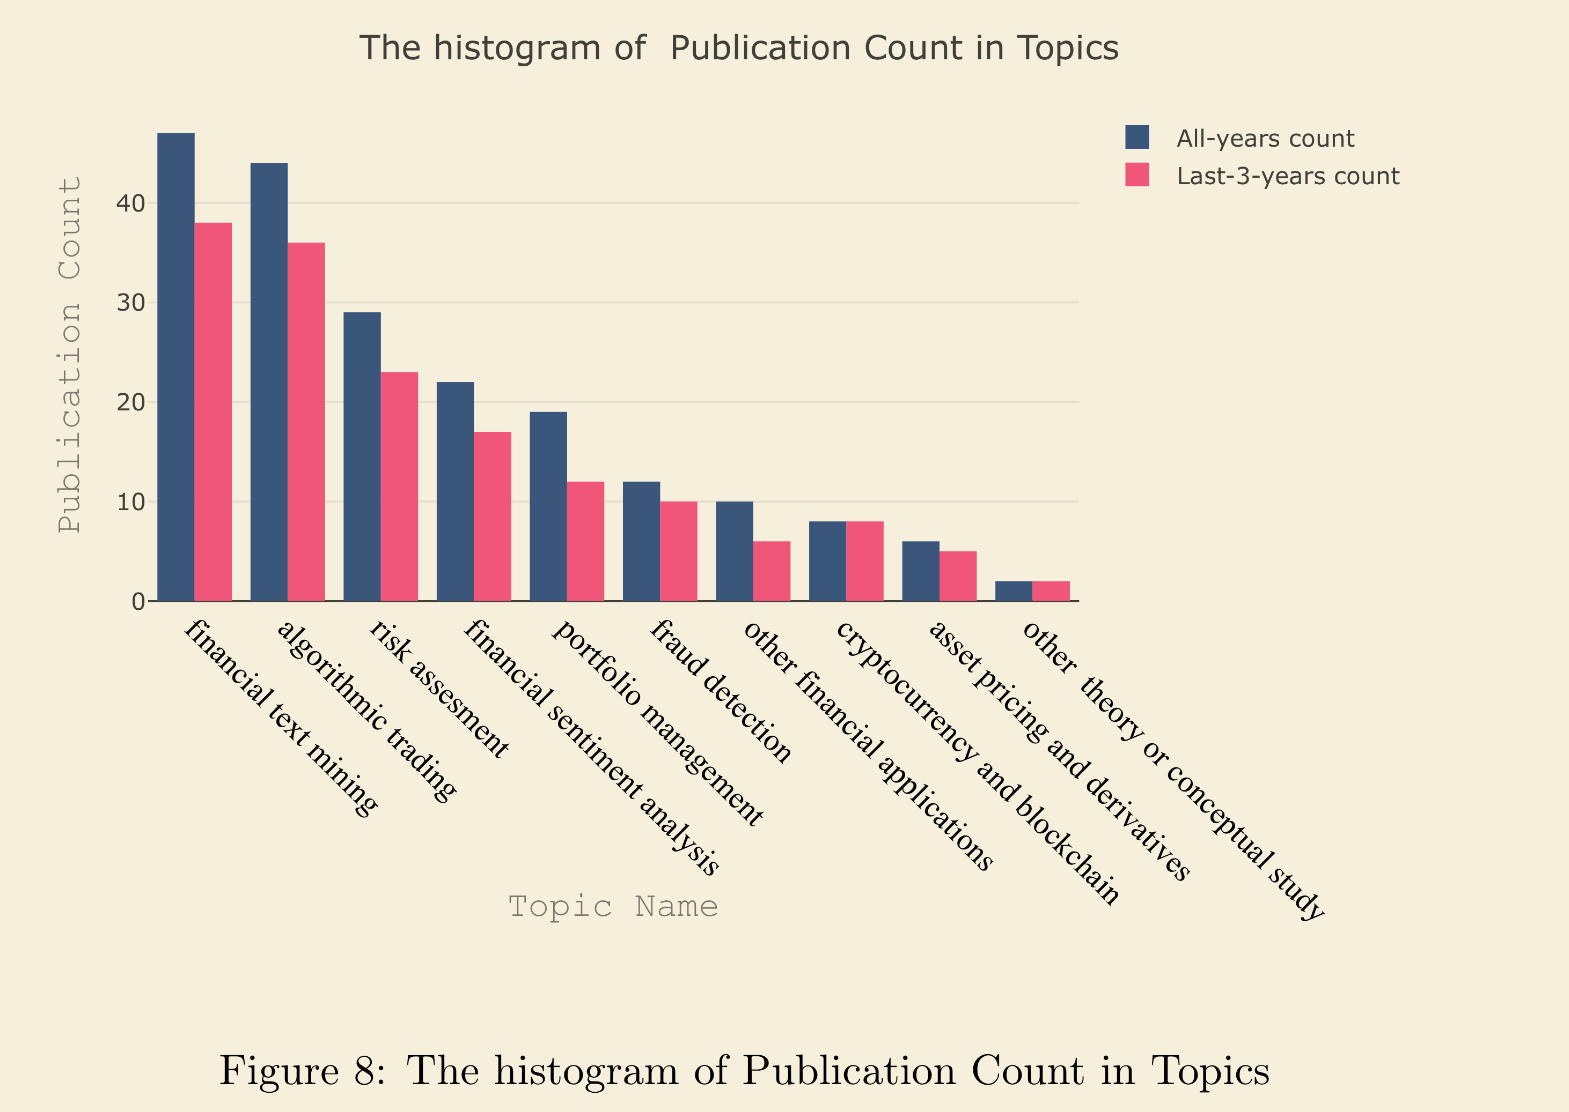 The histogram of  Publication Count in Topics
All-years count
Last-3-years count
Publication Count
40
30
20
10
0
financial text mining
algorithmic trading
risk assesment
financial sentiment analysis
portfolio management
fraud detection
other financial applications
cryptocurrency and blockchain
asset pricing and derivatives
other  theory or conceptual study
Topic Name
Figure 8: The histogram of Publication Count in Topics